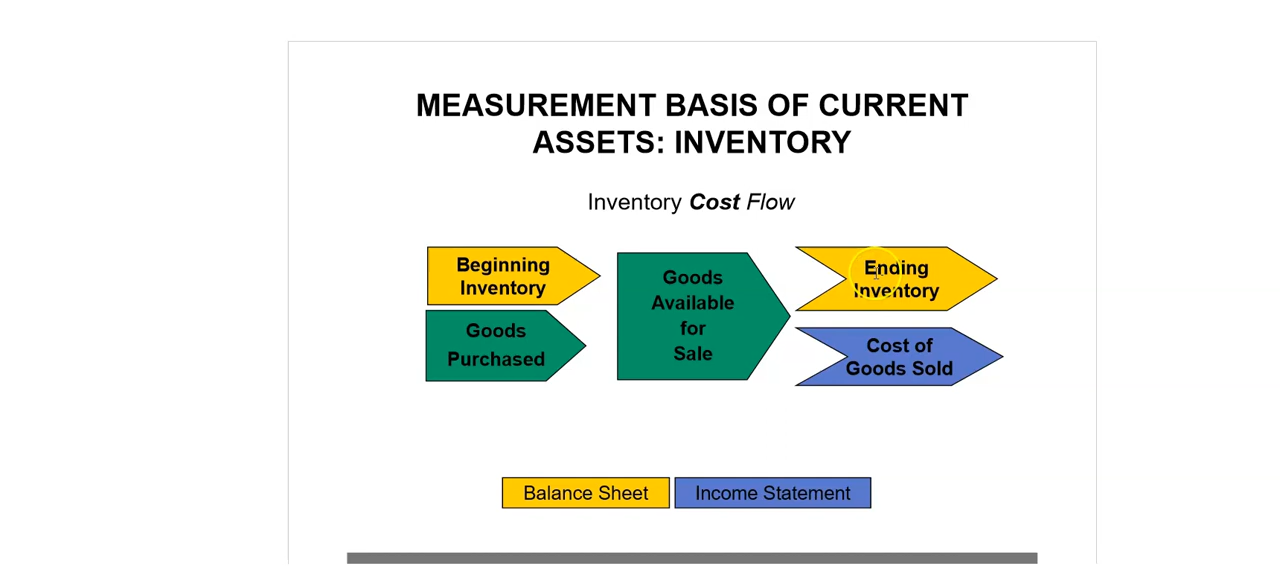 MEASUREMENT BASIS OF CURRENT
ASSETS: INVENTORY
Inventory Cost Flow
Beginning
Inventory
Goods
Purchased
Goods
Available
for
Sale
Ending
Inventory
Cost of
Goods Sold
Balance Sheet
Income Statement